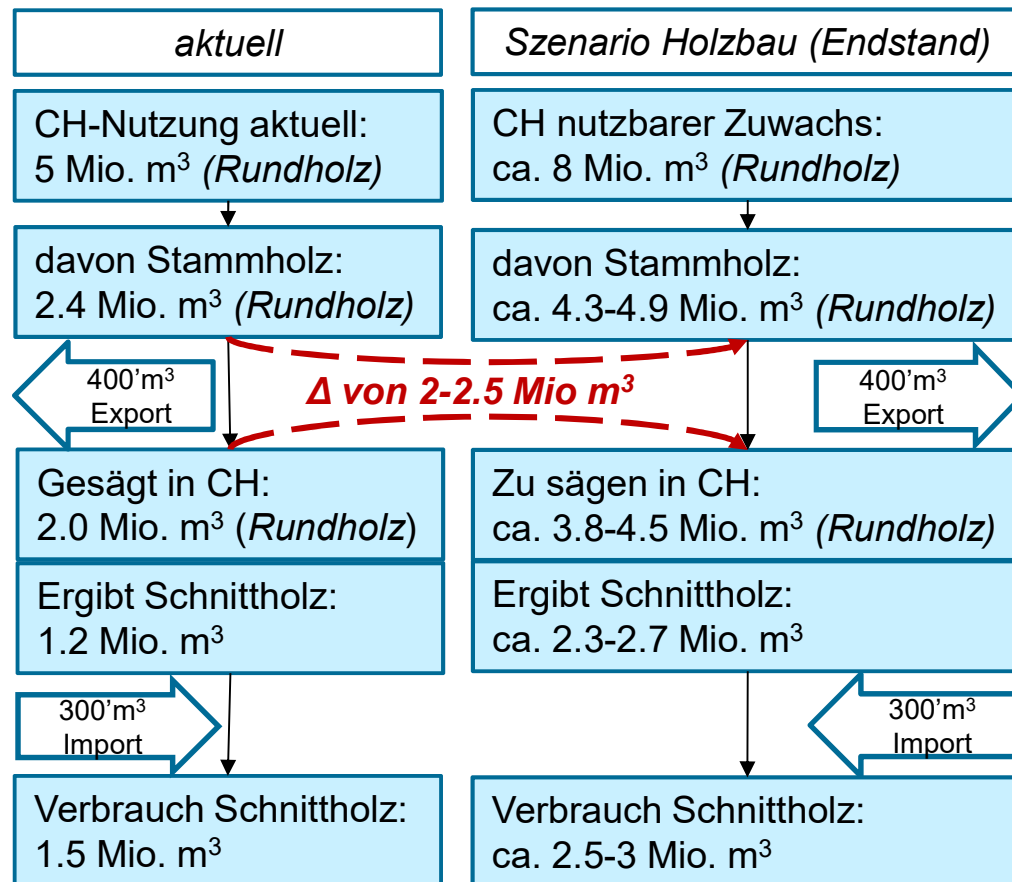 aktuell
CH-Nutzung aktuell:
5 Mio. m³ (Rundholz)
davon Stammholz:
2.4 Mio. m³ (Rundholz)
400’m³
Export
Gesägt in CH:
2.0 Mio. m³ (Rundholz)
Ergibt Schnittholz:
1.2 Mio. m³
300’m³
Import
Verbrauch Schnittholz:
1.5 Mio. m³
Δ von 2-2.5 Mio m³
Szenario Holzbau (Endstand)
CH nutzbarer Zuwachs:
ca. 8 Mio. m³ (Rundholz)
davon Stammholz:
ca. 4.3-4.9 Mio. m³ (Rundholz)
400’m³
Export
Zu sägen in CH:
ca. 3.8-4.5 Mio. m³ (Rundholz)
Ergibt Schnittholz:
ca. 2.3-2.7 Mio. m³
300’m³
Import
Verbrauch Schnittholz:
ca. 2.5-3 Mio. m³